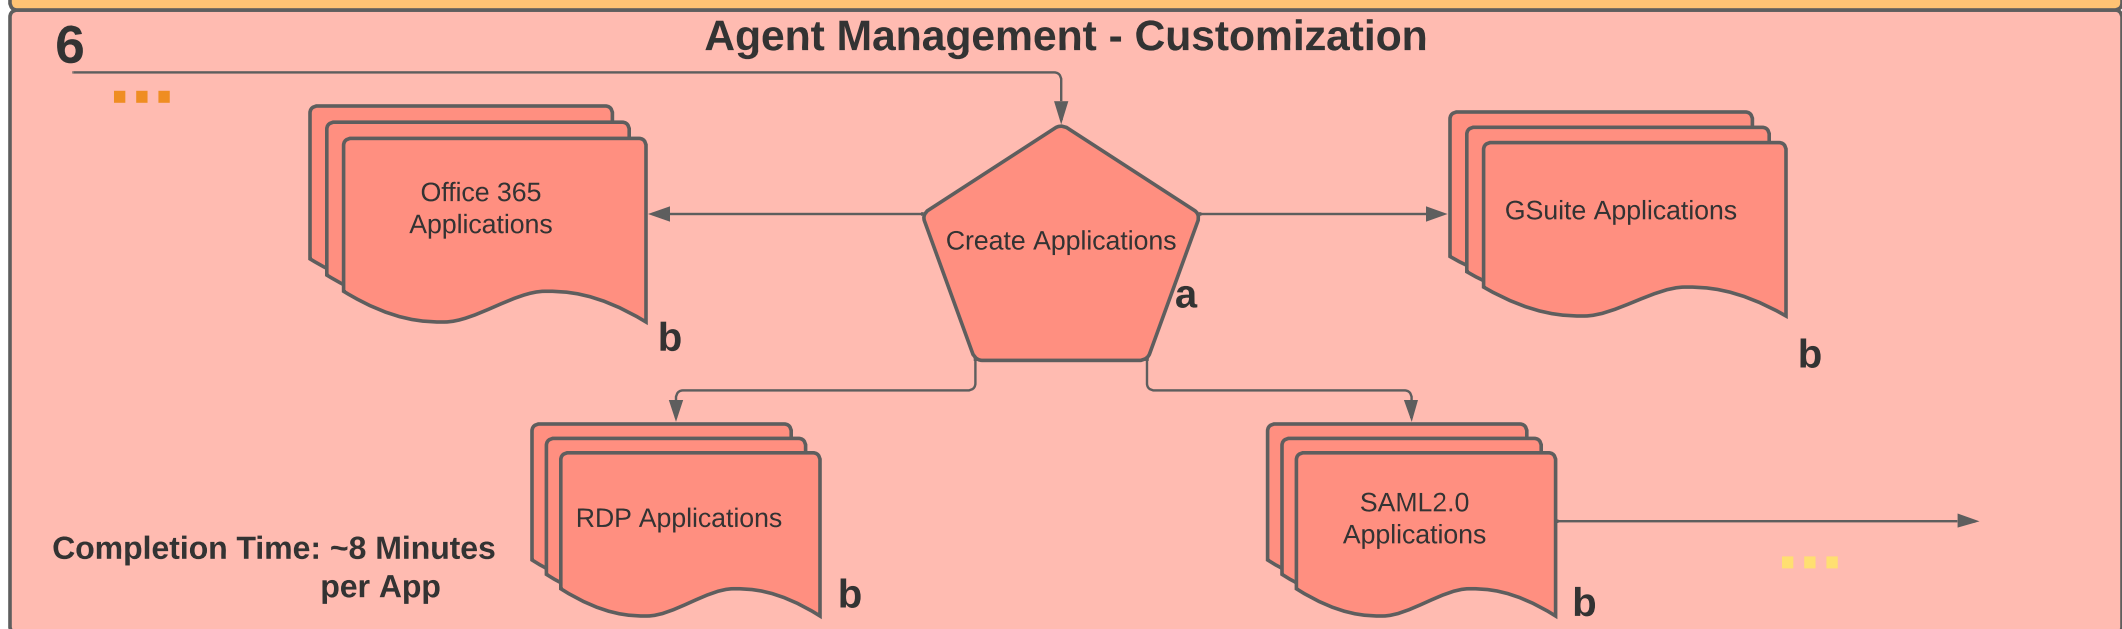 6
Agent Management - Customization
Office 365
Applications
b
Create Applications
a
GSuite Applications
b
RDP Applications
b
SAML2.0
Applications
b
Completion Time: ~8 Minutes
per App